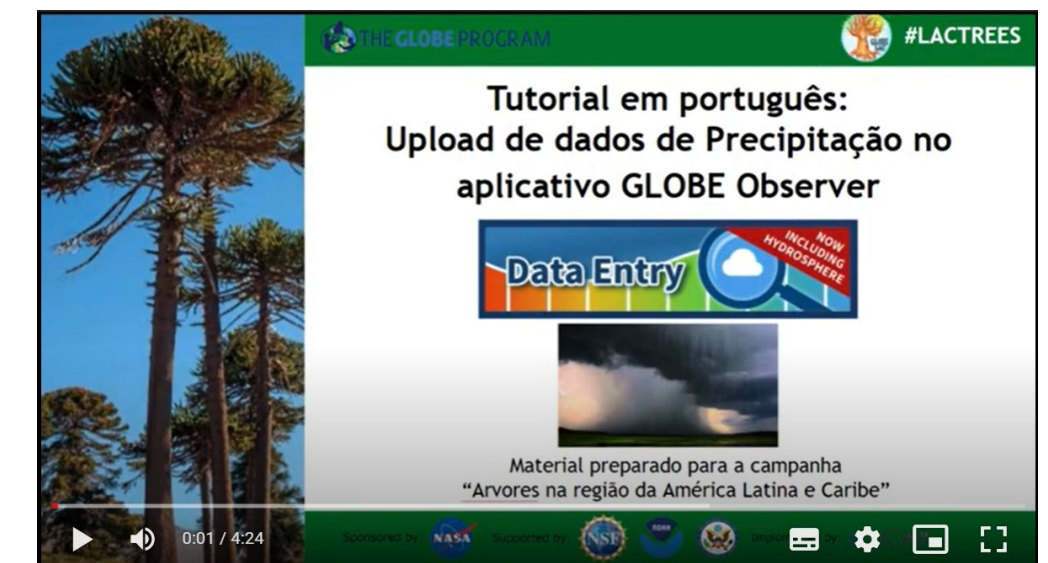 THE GLOBE PROGRAM
#LACTREES
Tutorial em português:
Upload de dados de Precipitação no
aplicativo GLOBE Observer
Data Entry
NOW
INCLUDING
HYDROSPHERE
Material preparado para a campanha
“Arvores na região da América Latina e Caribe”
0:01 / 4:24
Sponsored by:
NASA
Supported by:
NSF